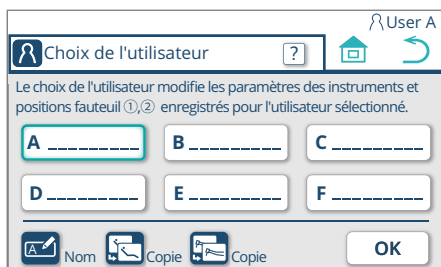 User A
Choix de l'utilisateur ?
Le choix de l'utilisateur modifie les paramètres des instruments et
positions fauteuil ①,② enregistrés pour l'utilisateur sélectionné.
A _________ B _________ C _________
D _________ E _________ F _________
A Nom Copie Copie OK